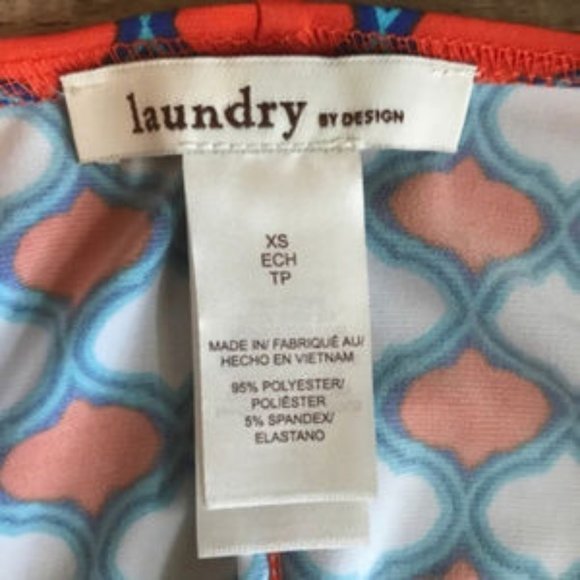 laundry BY DESIGN
XS
ECH
TP
MADE IN/ FABRIQUÉ AU/
HECHO EN VIETNAM
95% POLYESTER/
POLIÉSTER
5% SPANDEX/
ELASTANO